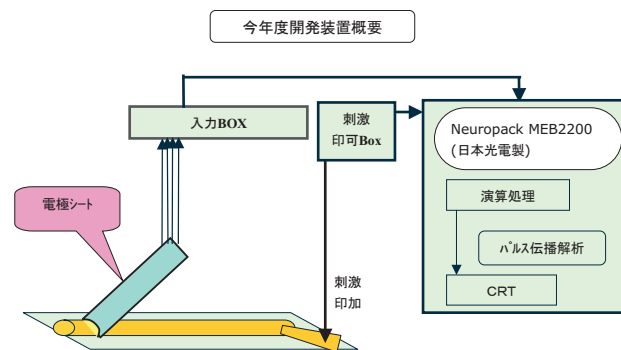 今年度開発装置概要
入力BOX
刺激
印可Box
Neuropack MEB2200
(日本光電製)
演算処理
電極シート
パルス伝播解析
刺激
印加
CRT